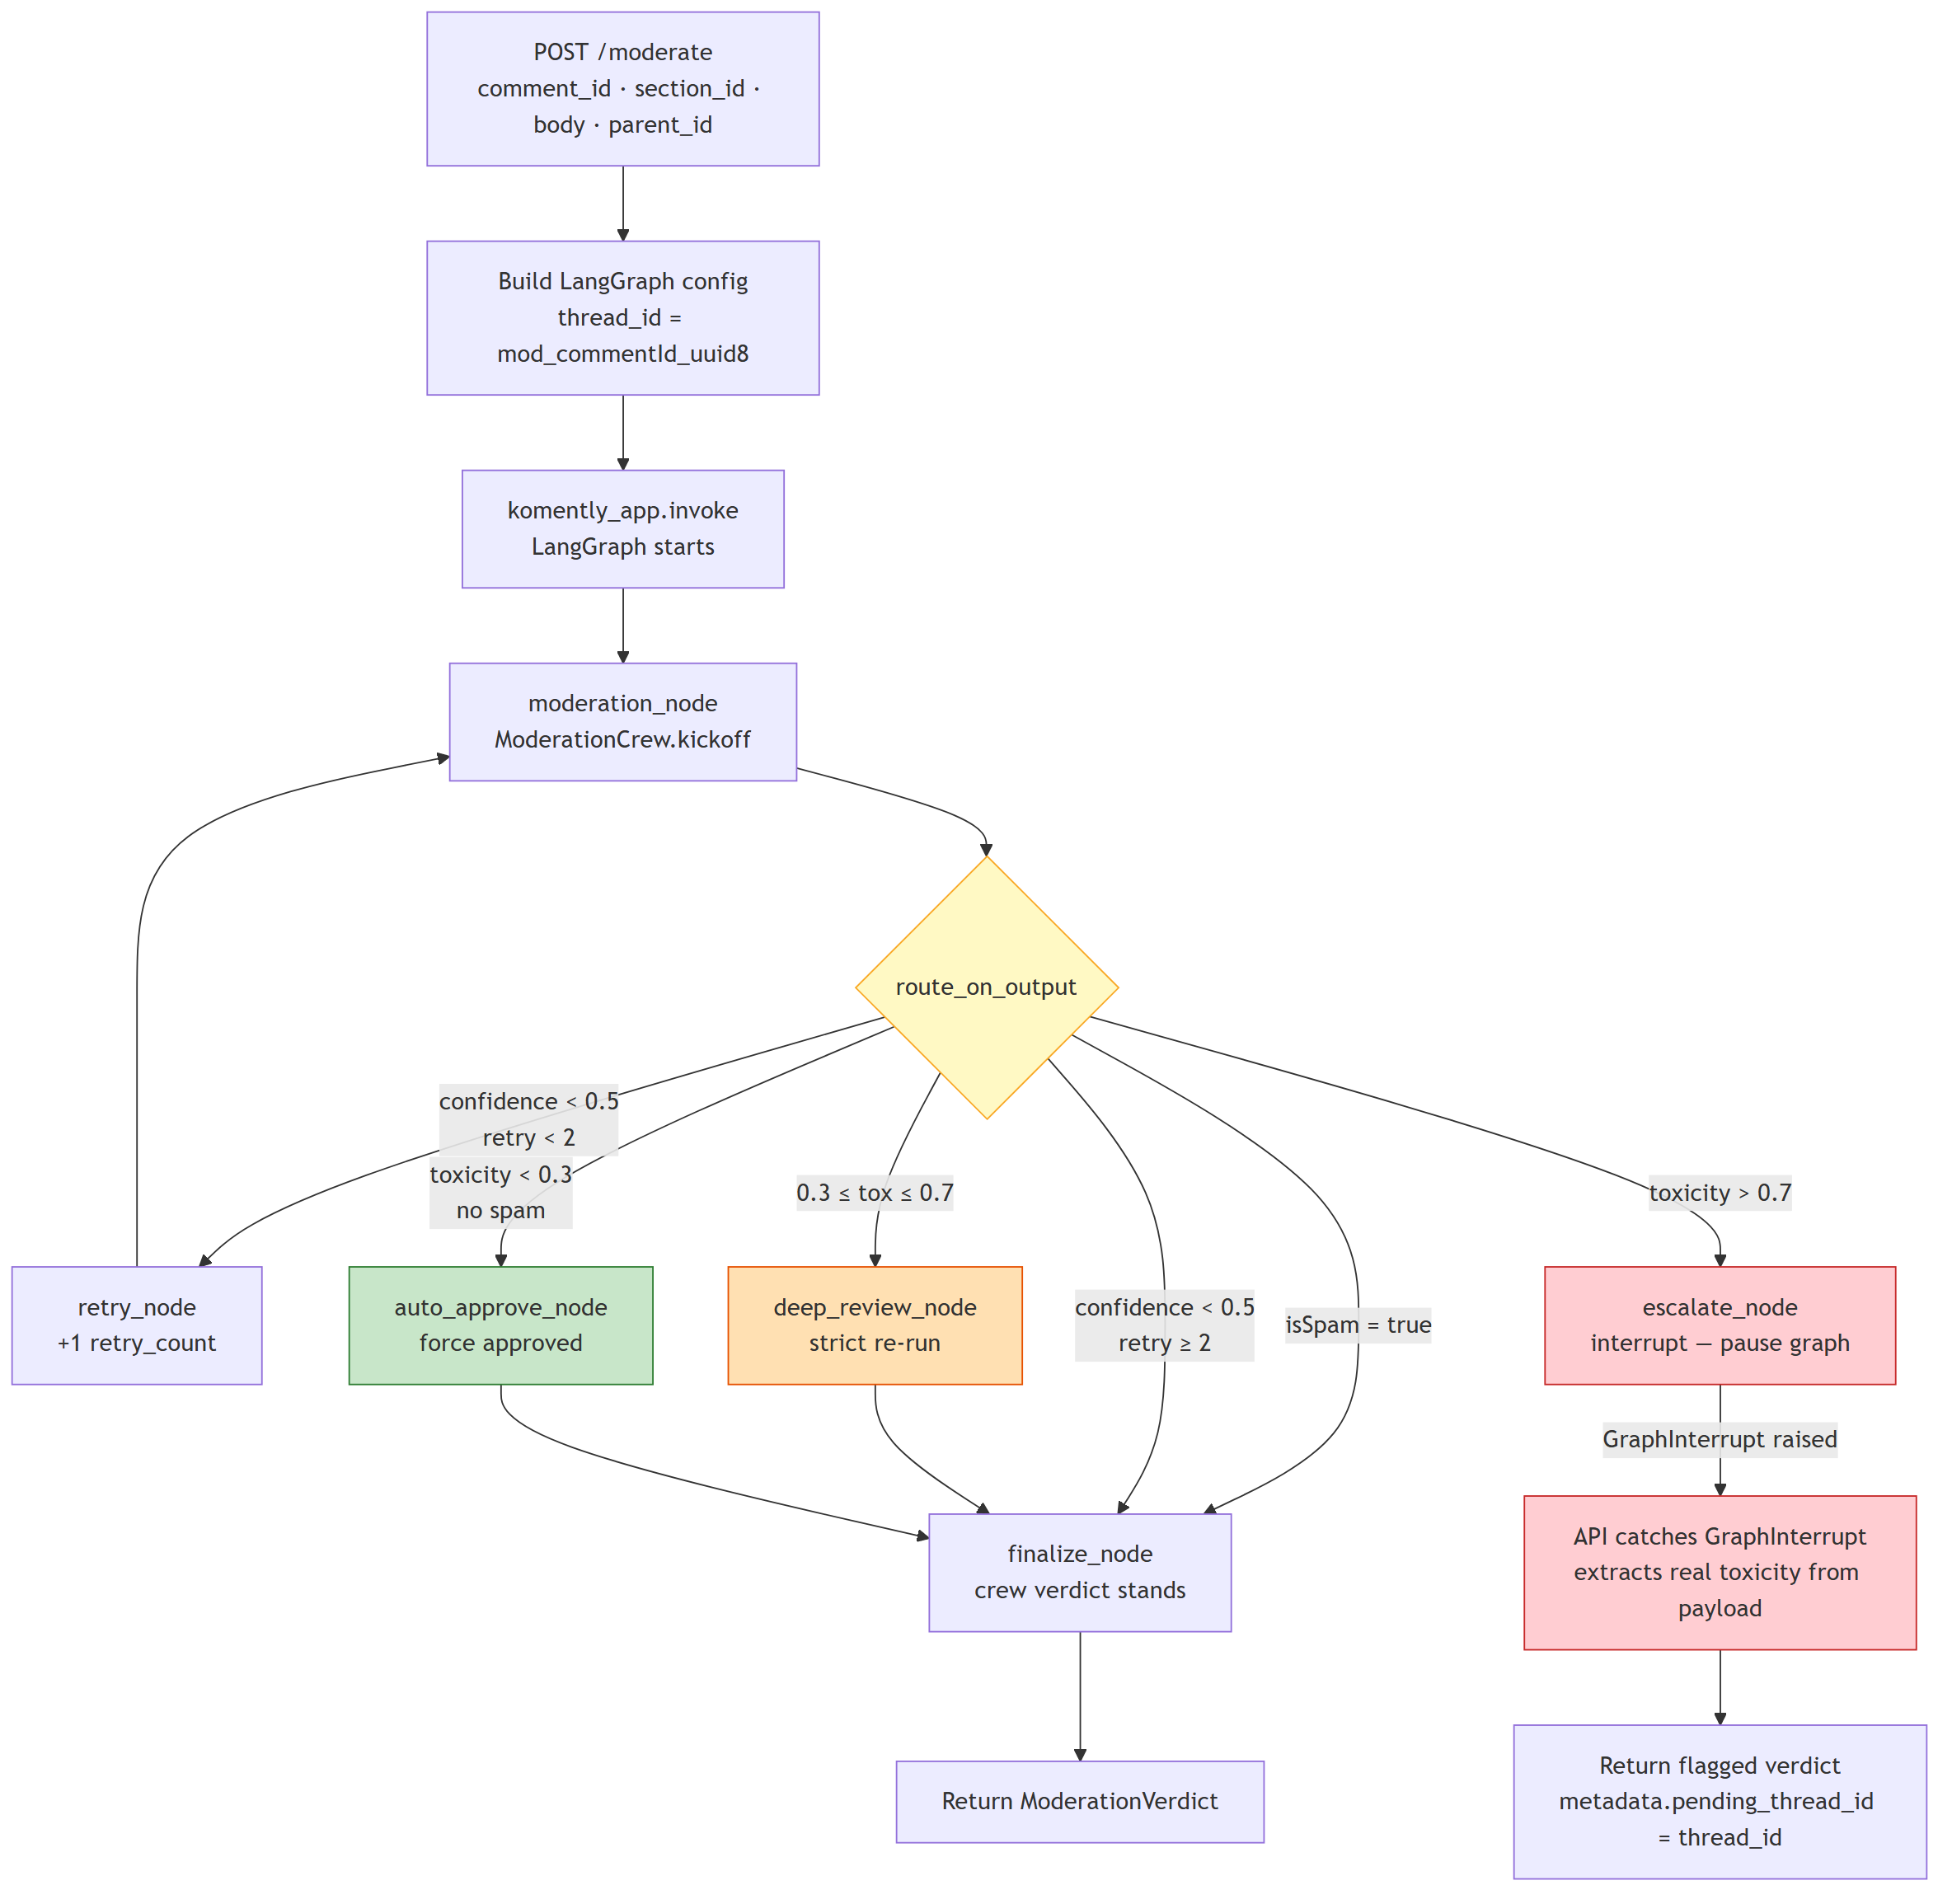 POST /moderate
comment_id · section_id ·
body · parent_id
Build LangGraph config
thread_id =
mod_commentId_uuid8
komently_app.invoke
LangGraph starts
moderation_node
ModerationCrew.kickoff
route_on_output
confidence < 0.5
retry < 2
toxicity < 0.3
no spam
0.3 ≤ tox ≤ 0.7
confidence < 0.5
retry ≥ 2
isSpam = true
toxicity > 0.7
retry_node
+1 retry_count
auto_approve_node
force approved
deep_review_node
strict re-run
escalate_node
interrupt — pause graph
GraphInterrupt raised
finalize_node
crew verdict stands
API catches GraphInterrupt
extracts real toxicity from
payload
Return ModerationVerdict
Return flagged verdict
metadata.pending_thread_id
= thread_id